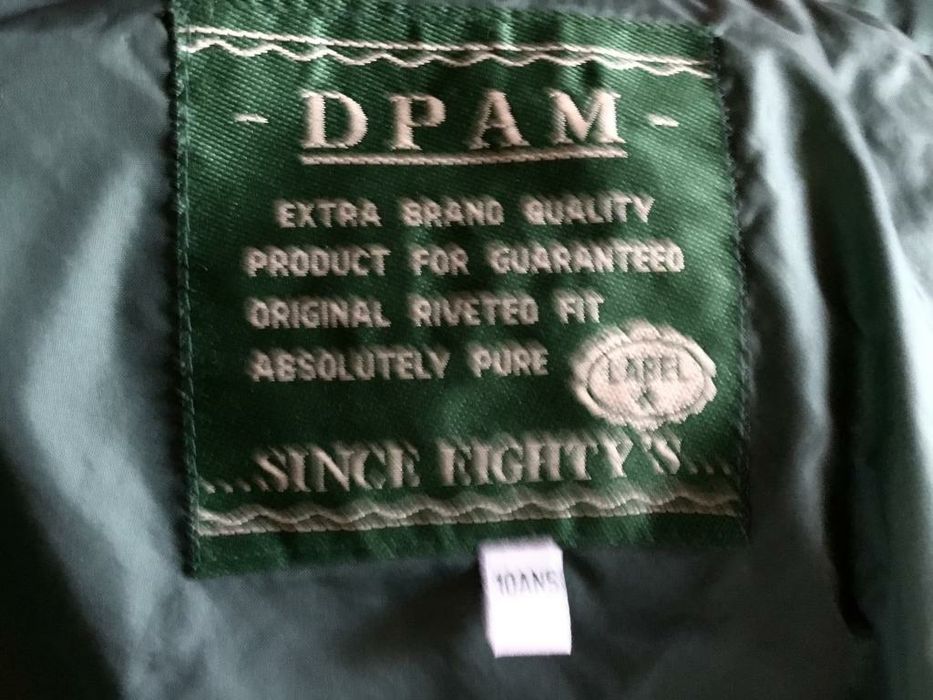 - DPAM -
EXTRA BRAND QUALITY
PRODUCT FOR GUARANTEED
ORIGINAL RIVETED FIT
ABSOLUTELY PURE
LABEL
....SINCE EIGHTY'S....
10ANS